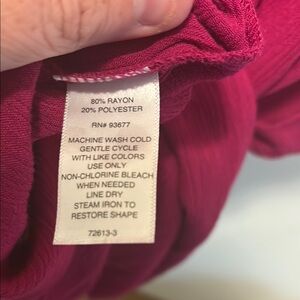 80% RAYON
20% POLYESTER
RN# 93677
MACHINE WASH COLD
GENTLE CYCLE
WITH LIKE COLORS
USE ONLY
NON-CHLORINE BLEACH
WHEN NEEDED
LINE DRY
STEAM IRON TO
RESTORE SHAPE
72613-3